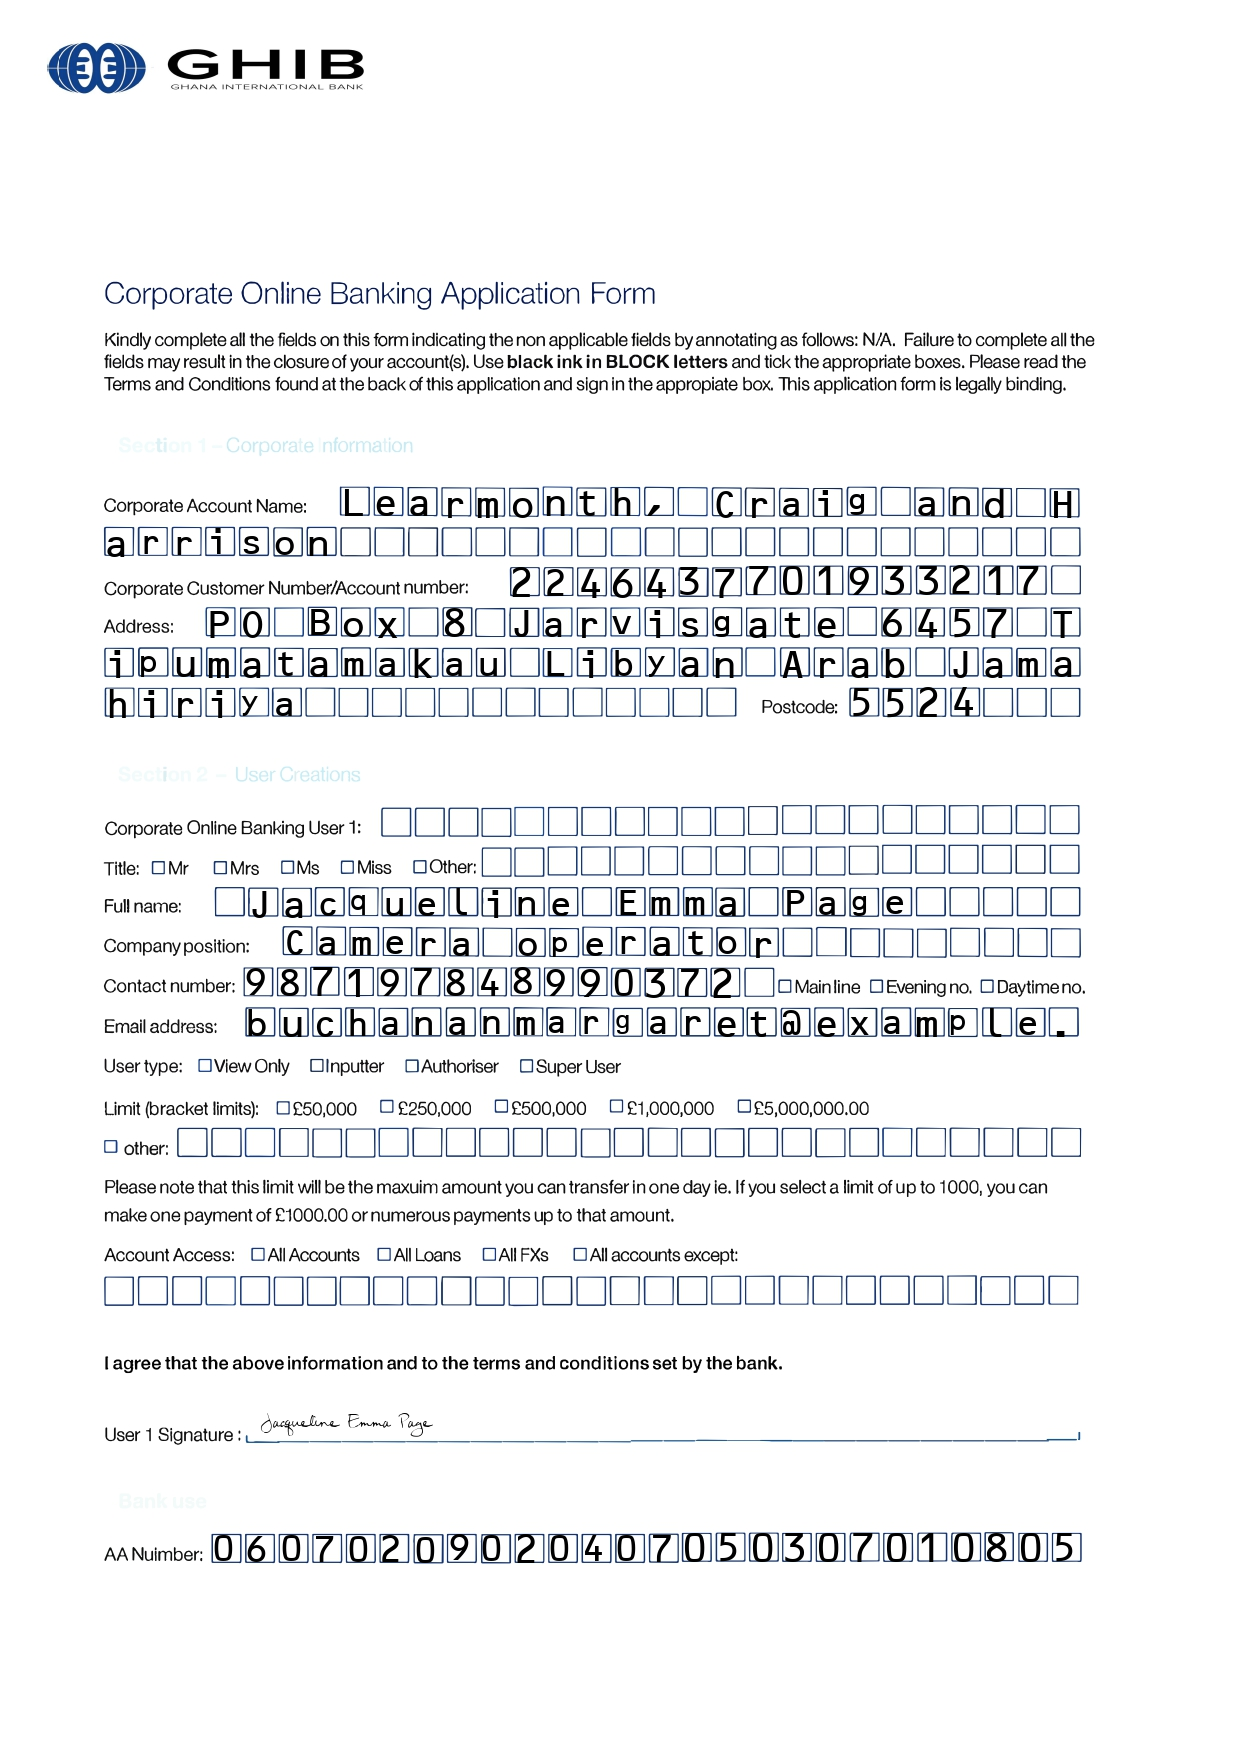 GHIB
GHANA INTERNATIONAL BANK
Corporate Online Banking Application Form
Kindly complete all the fields on this form indicating the non applicable fields by annotating as follows: N/A. Failure to complete all the
fields may result in the closure of your account(s). Use black ink in BLOCK letters and tick the appropriate boxes. Please read the
Terms and Conditions found at the back of this application and sign in the appropiate box. This application form is legally binding.
Section 1 – Corporate Information
Corporate Account Name: Learmonth, Craig and H
arrison
Corporate Customer Number/Account number: 2246437701933217
Address: PO Box 8 Jarvisgate 6457 T
ipumatamakau Libyan Arab Jama
hiriya Postcode: 5524
Section 2 – User Creations
Corporate Online Banking User 1:
Title: Mr Mrs Ms Miss Other:
Full name: Jacqueline Emma Page
Company position: Camera operator
Contact number: 987197848990372 Main line Evening no. Daytime no.
Email address: buchananmargaret@example.
User type: View Only Inputter Authoriser Super User
Limit (bracket limits): £50,000 £250,000 £500,000 £1,000,000 £5,000,000.00
other:
Please note that this limit will be the maxuim amount you can transfer in one day ie. If you select a limit of up to 1000, you can
make one payment of £1000.00 or numerous payments up to that amount.
Account Access: All Accounts All Loans All FXs All accounts except:
I agree that the above information and to the terms and conditions set by the bank.
User 1 Signature : Jacqueline Emma Page
Bank use
AA Nuimber: 06070209020407050307010805